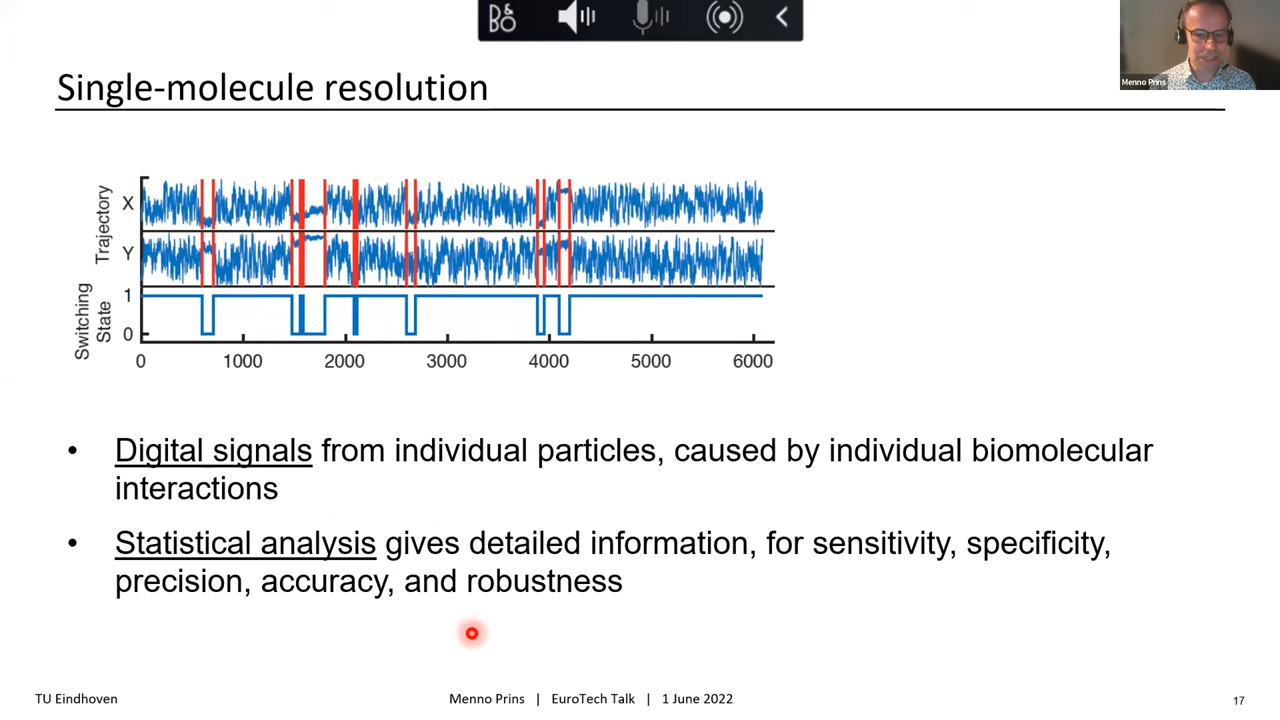 B&O
Menno Prins
Single-molecule resolution
Trajectory
X
Y
Switching
State
1
0
0 1000 2000 3000 4000 5000 6000
• Digital signals from individual particles, caused by individual biomolecular
interactions
• Statistical analysis gives detailed information, for sensitivity, specificity,
precision, accuracy, and robustness
TU Eindhoven Menno Prins | EuroTech Talk | 1 June 2022 17